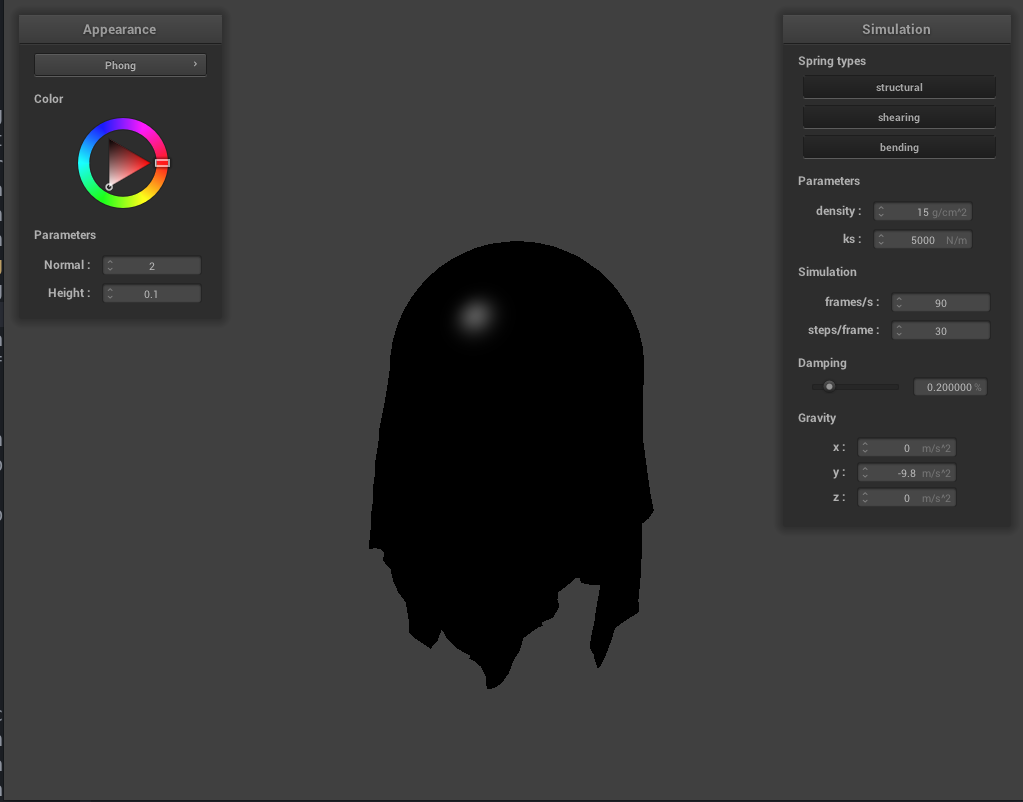 Appearance
Phong
Color
Parameters
Normal : 2
Height : 0.1
Simulation
Spring types
structural
shearing
bending
Parameters
density : 15 g/cm^2
ks : 5000 N/m
Simulation
frames/s : 90
steps/frame : 30
Damping
0.200000 %
Gravity
x : 0 m/s^2
y : -9.8 m/s^2
z : 0 m/s^2